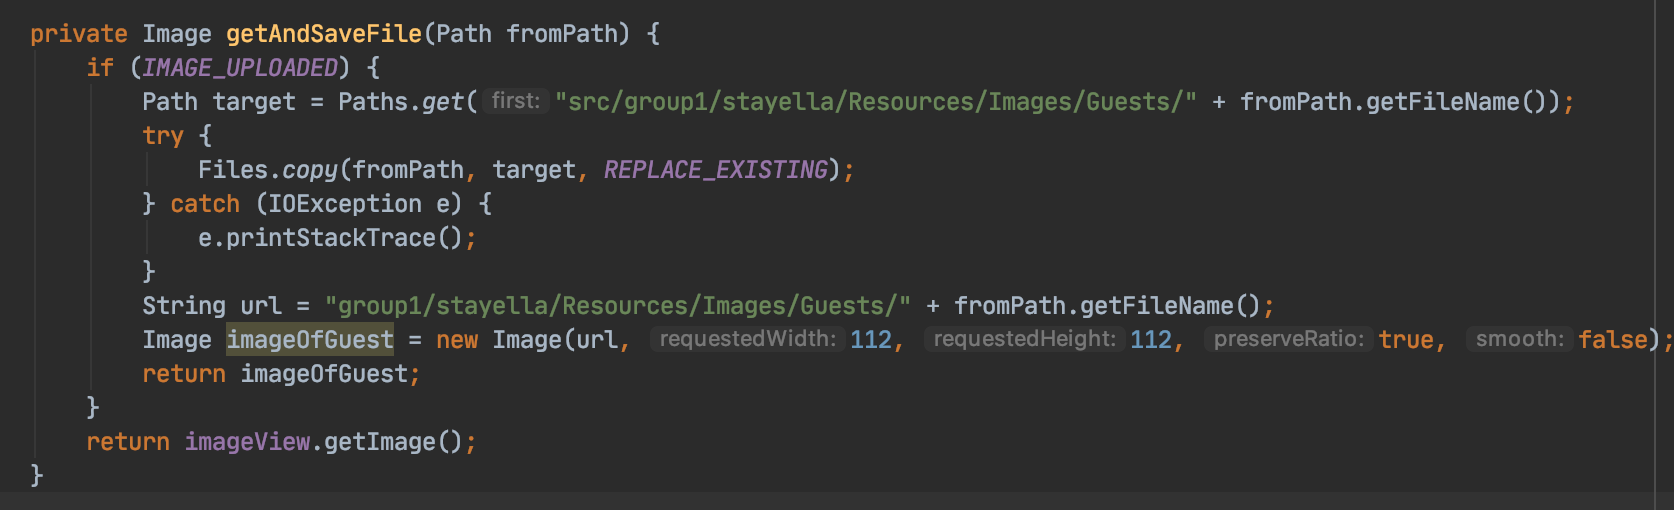 private Image getAndSaveFile(Path fromPath) {
if (IMAGE_UPLOADED) {
Path target = Paths.get( first: "src/group1/stayella/Resources/Images/Guests/" + fromPath.getFileName());
try {
Files.copy(fromPath, target, REPLACE_EXISTING);
} catch (IOException e) {
e.printStackTrace();
}
String url = "group1/stayella/Resources/Images/Guests/" + fromPath.getFileName();
Image imageOfGuest = new Image(url, requestedWidth: 112, requestedHeight: 112, preserveRatio: true, smooth: false);
return imageOfGuest;
}
return imageView.getImage();
}